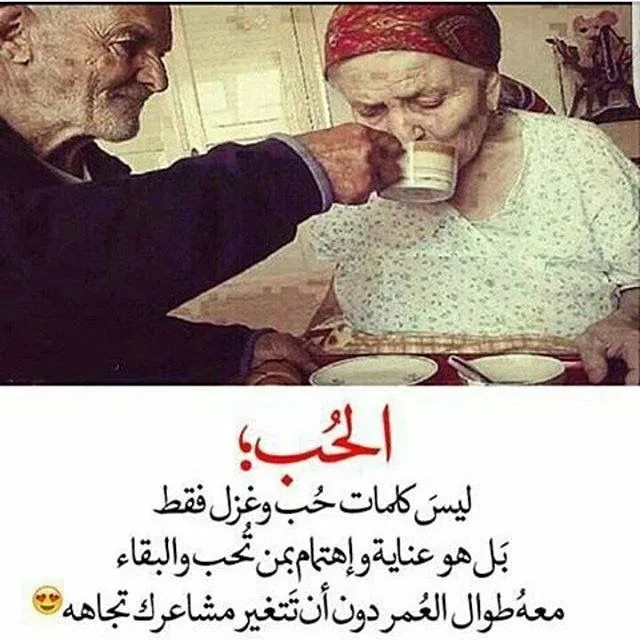 الحُب؛
ليسَ كلمات حُب وغزل فقط
بَل هو عناية وإهتمام بمن تُحب والبقاء
معهُ طوال العُمر دون أن تَتغير مشاعرك تجاهه😍